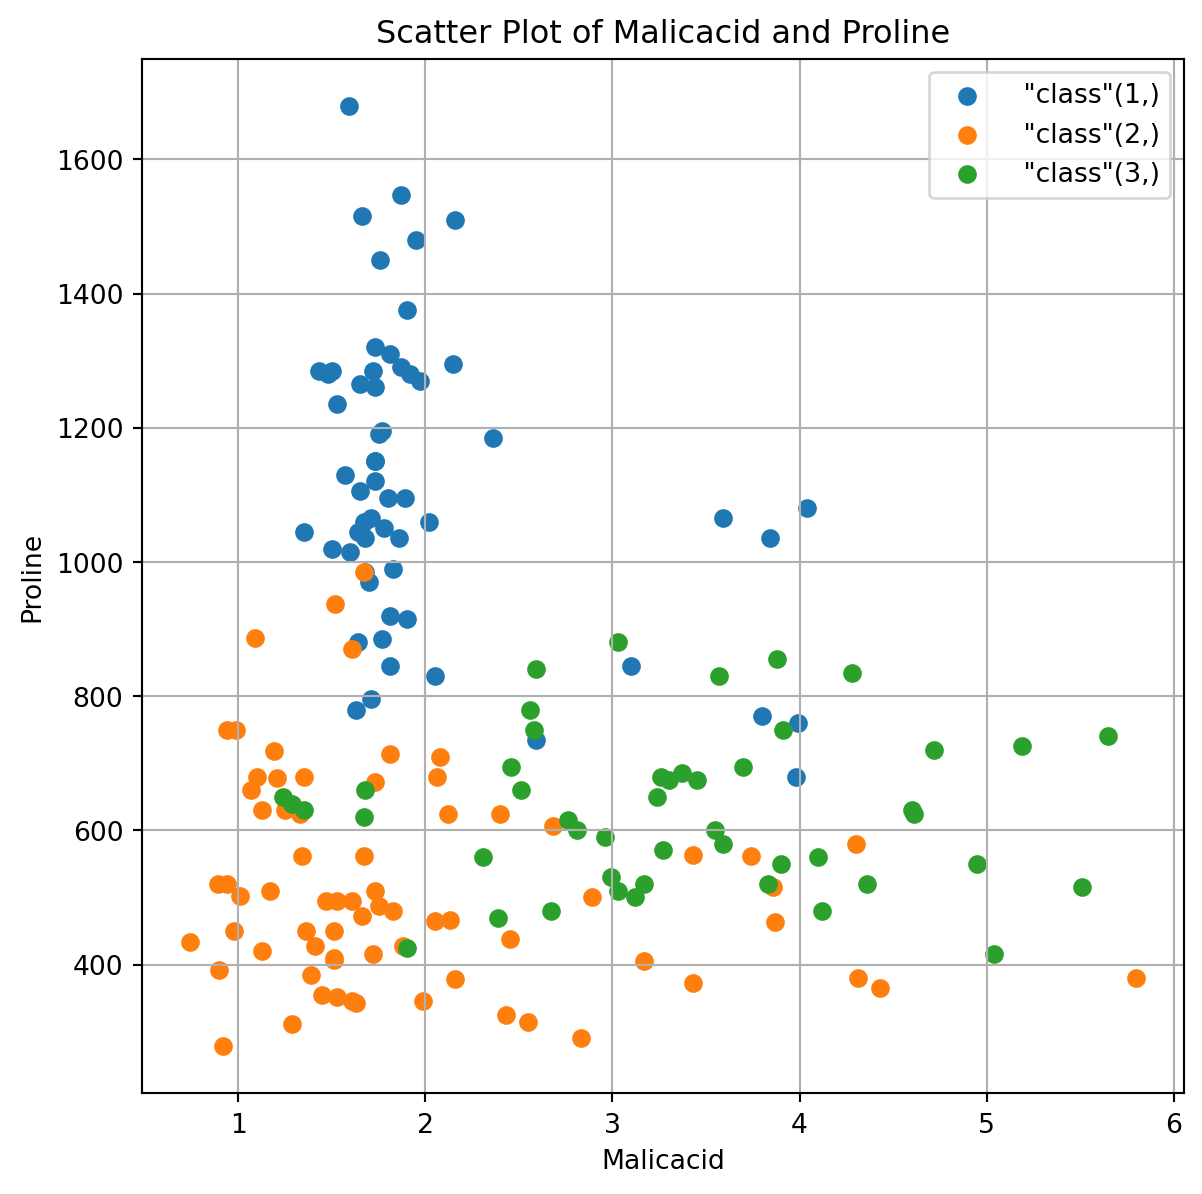 Scatter Plot of Malicacid and Proline
"class"(1,)
"class"(2,)
"class"(3,)
1600
1400
1200
1000
800
600
400
Proline
1 2 3 4 5 6
Malicacid